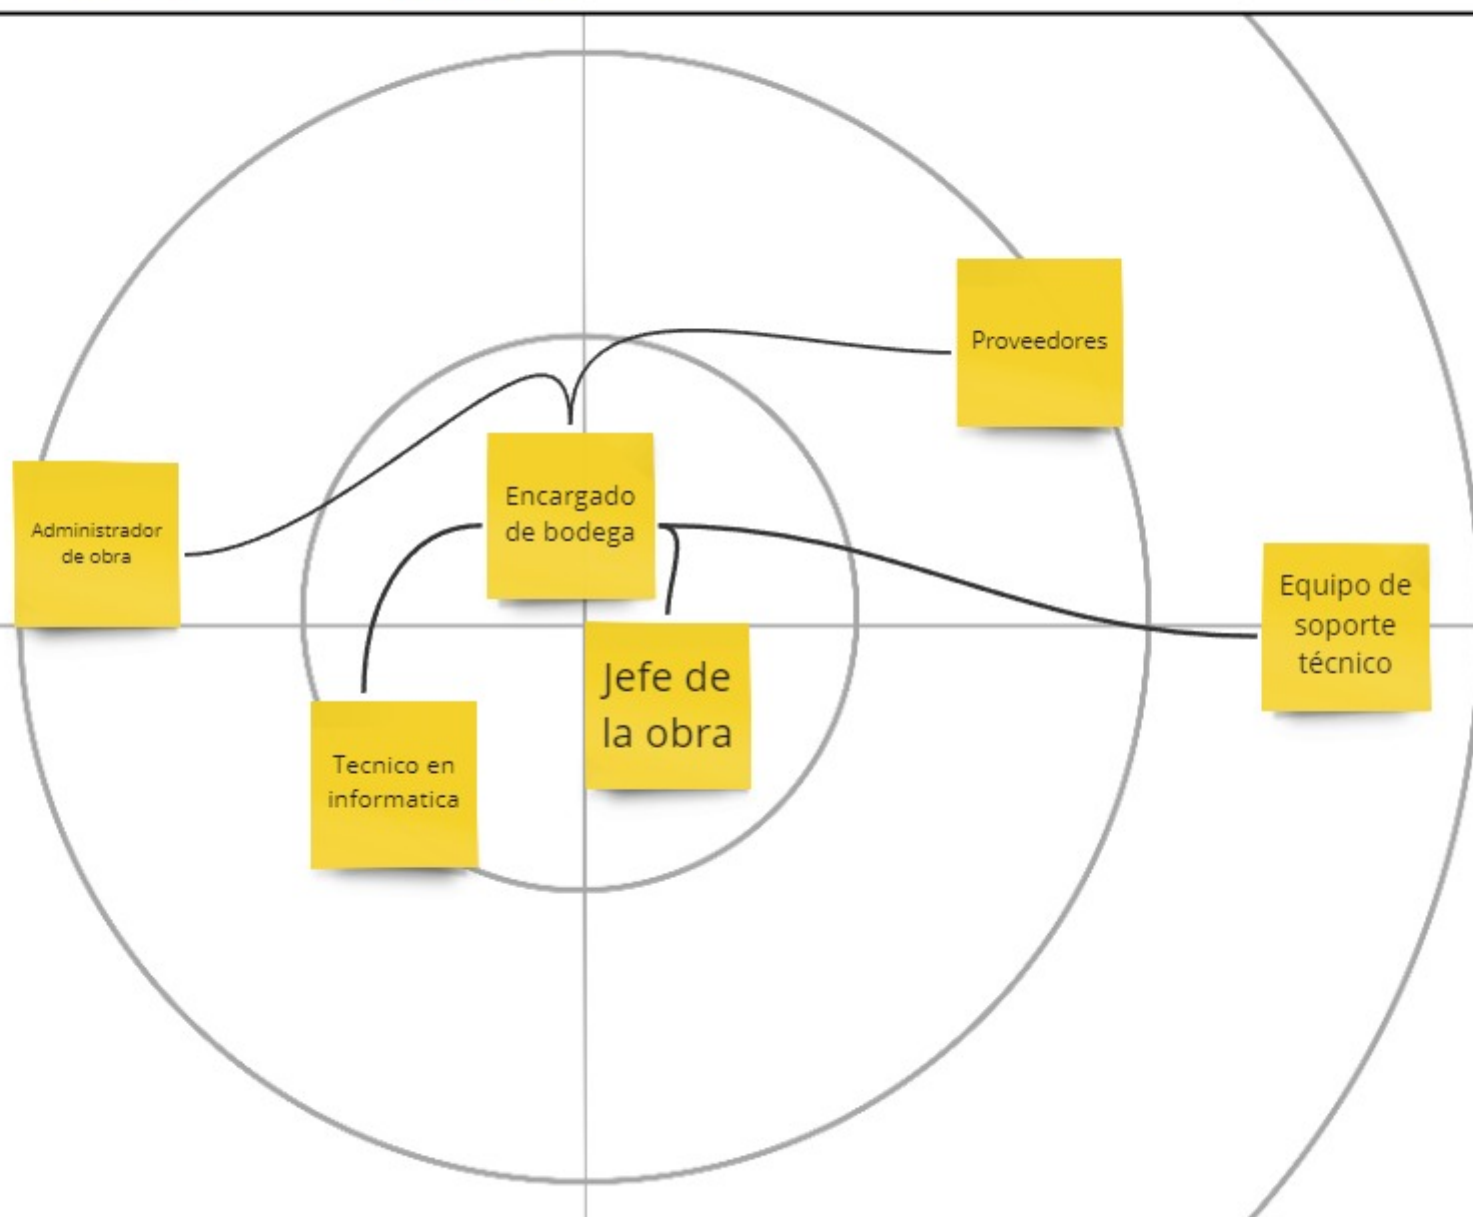 Proveedores
Encargado
de bodega
Administrador
de obra
Equipo de
soporte
técnico
Jefe de
la obra
Tecnico en
informatica